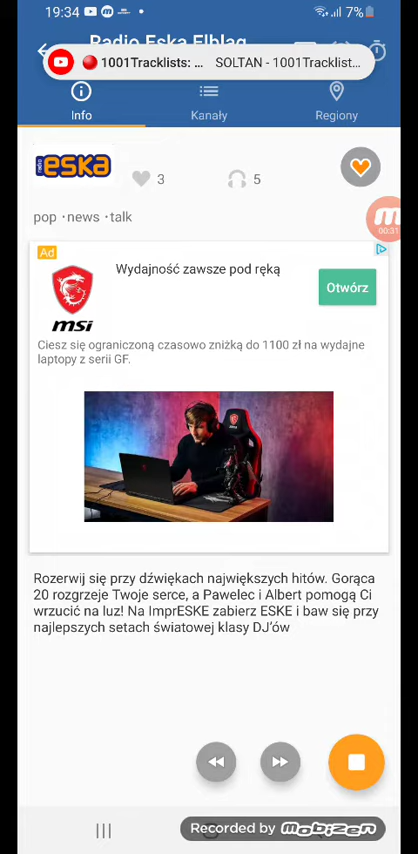 19:34
7%
Radio Eska Elbląg
1001Tracklists: ... SOLTAN - 1001Tracklist...
Info
Kanały
Regiony
radio ESKA
3
5
pop · news · talk
00:31
Ad
Wydajność zawsze pod ręką
Otwórz
msi
Ciesz się ograniczoną czasowo zniżką do 1100 zł na wydajne
laptopy z serii GF.
Rozerwij się przy dźwiękach największych hitów. Gorąca
20 rozgrzeje Twoje serce, a Pawelec i Albert pomogą Ci
wrzucić na luz! Na ImprESKE zabierz ESKE i baw się przy
najlepszych setach światowej klasy DJ'ów
Recorded by mobizen